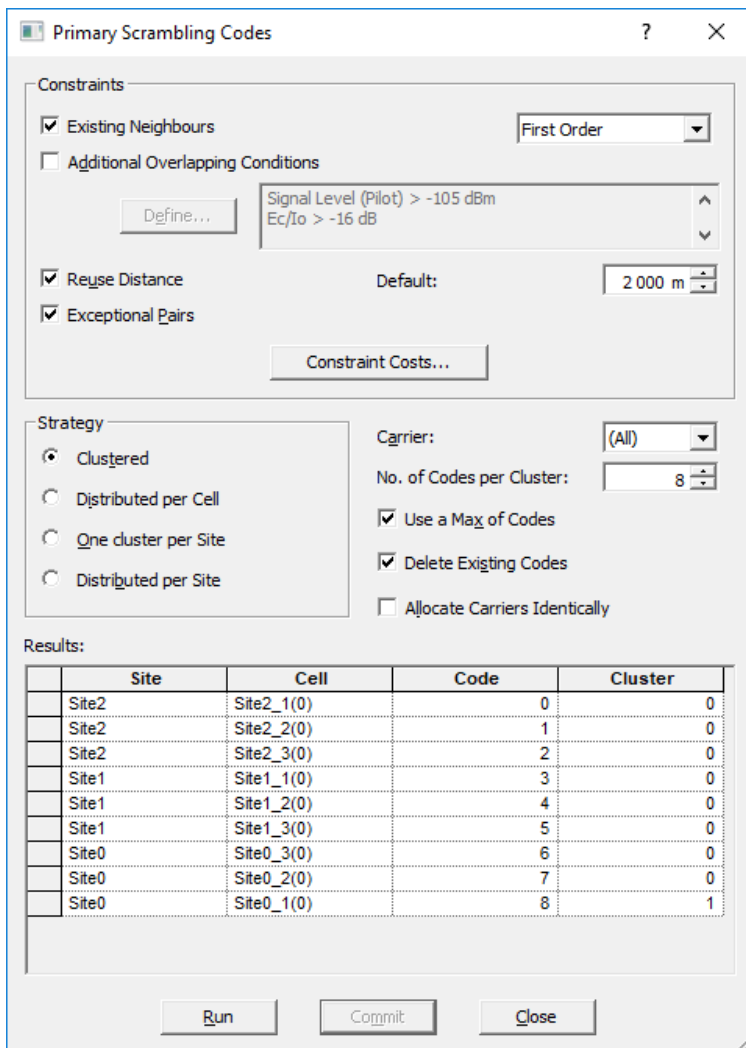 Primary Scrambling Codes ?
Constraints
Existing Neighbours First Order
Additional Overlapping Conditions
Define... Signal Level (Pilot) > -105 dBm
Ec/Io > -16 dB
Reuse Distance Default: 2 000 m
Exceptional Pairs
Constraint Costs...
Strategy
Clustered
Distributed per Cell
One cluster per Site
Distributed per Site
Carrier: (All)
No. of Codes per Cluster: 8
Use a Max of Codes
Delete Existing Codes
Allocate Carriers Identically
Results:
Site Cell Code Cluster
Site2 Site2_1(0) 0 0
Site2 Site2_2(0) 1 0
Site2 Site2_3(0) 2 0
Site1 Site1_1(0) 3 0
Site1 Site1_2(0) 4 0
Site1 Site1_3(0) 5 0
Site0 Site0_3(0) 6 0
Site0 Site0_2(0) 7 0
Site0 Site0_1(0) 8 1
Run Commit Close